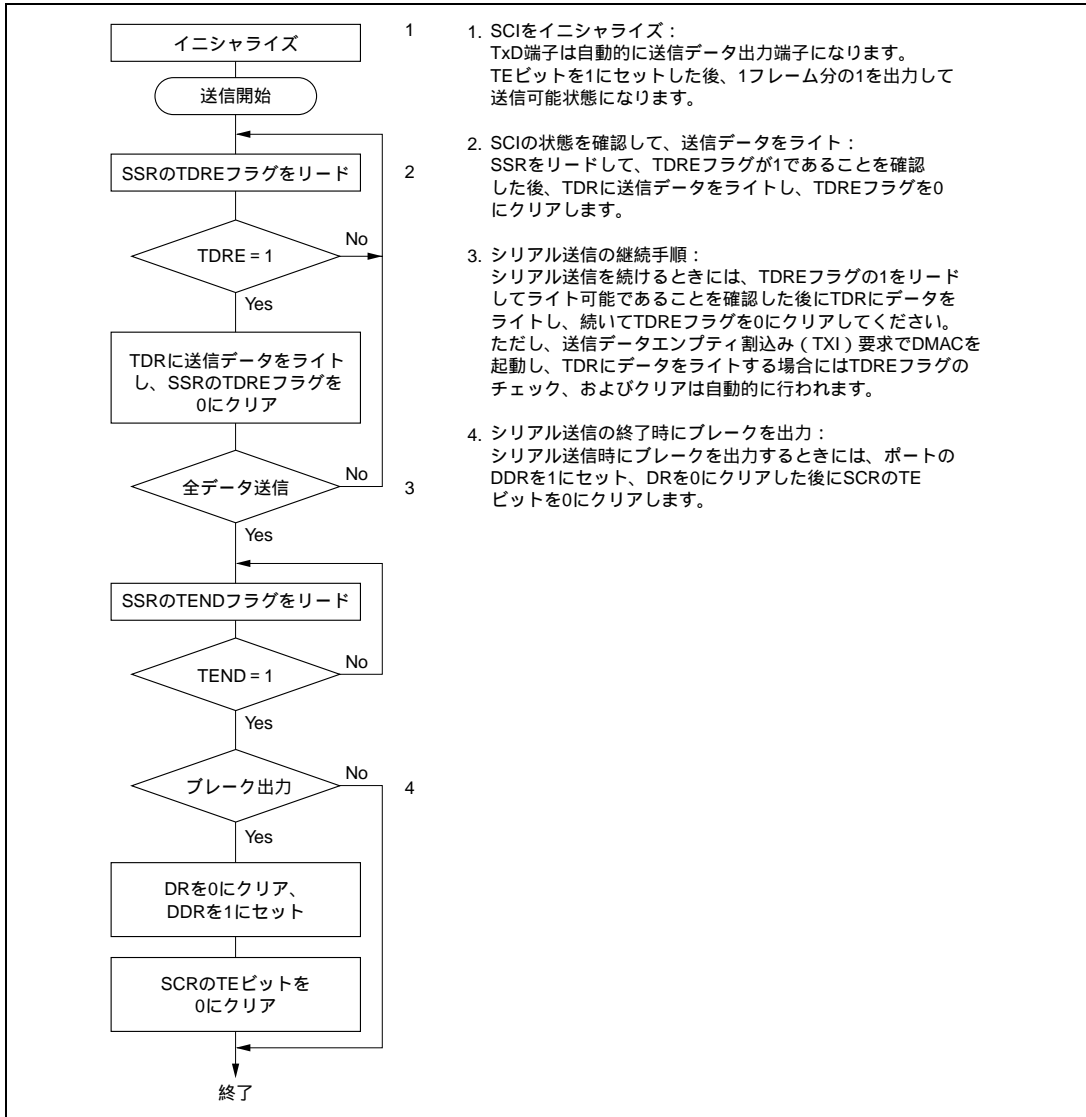 イニシャライズ
1
送信開始
SSRのTDREフラグをリード
2
TDRE = 1
No
Yes
TDRに送信データをライト
し、SSRのTDREフラグを
0にクリア
全データ送信
No
3
Yes
SSRのTENDフラグをリード
TEND = 1
No
Yes
ブレーク出力
No
4
Yes
DRを0にクリア、
DDRを1にセット
SCRのTEビットを
0にクリア
終了
1. SCIをイニシャライズ：
TxD端子は自動的に送信データ出力端子になります。
TEビットを1にセットした後、1フレーム分の1を出力して
送信可能状態になります。
2. SCIの状態を確認して、送信データをライト：
SSRをリードして、TDREフラグが1であることを確認
した後、TDRに送信データをライトし、TDREフラグを0
にクリアします。
3. シリアル送信の継続手順：
シリアル送信を続けるときには、TDREフラグの1をリード
してライト可能であることを確認した後にTDRにデータを
ライトし、続いてTDREフラグを0にクリアしてください。
ただし、送信データエンプティ割込み（TXI）要求でDMACを
起動し、TDRにデータをライトする場合にはTDREフラグの
チェック、およびクリアは自動的に行われます。
4. シリアル送信の終了時にブレークを出力：
シリアル送信時にブレークを出力するときには、ポートの
DDRを1にセット、DRを0にクリアした後にSCRのTE
ビットを0にクリアします。